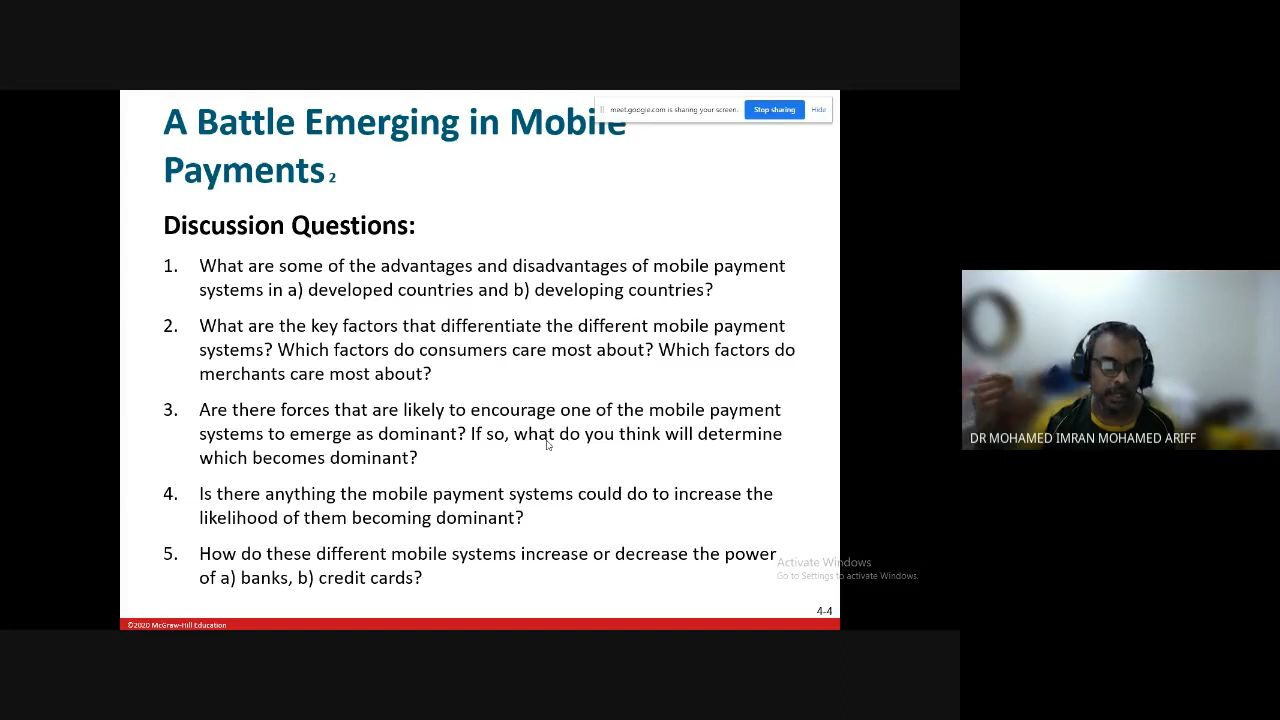 A Battle Emerging in Mobile
Payments 2
meet.google.com is sharing your screen.
Stop sharing
Hide
Discussion Questions:
1. What are some of the advantages and disadvantages of mobile payment
systems in a) developed countries and b) developing countries?
2. What are the key factors that differentiate the different mobile payment
systems? Which factors do consumers care most about? Which factors do
merchants care most about?
3. Are there forces that are likely to encourage one of the mobile payment
systems to emerge as dominant? If so, what do you think will determine
which becomes dominant?
4. Is there anything the mobile payment systems could do to increase the
likelihood of them becoming dominant?
5. How do these different mobile systems increase or decrease the power
of a) banks, b) credit cards?
Activate Windows
Go to Settings to activate Windows.
4-4
©2020 McGraw-Hill Education
DR MOHAMED IMRAN MOHAMED ARIFF